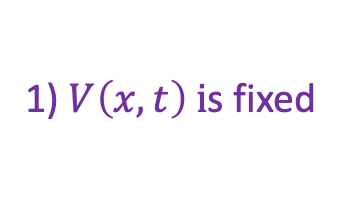 1) V(x, t) is fixed